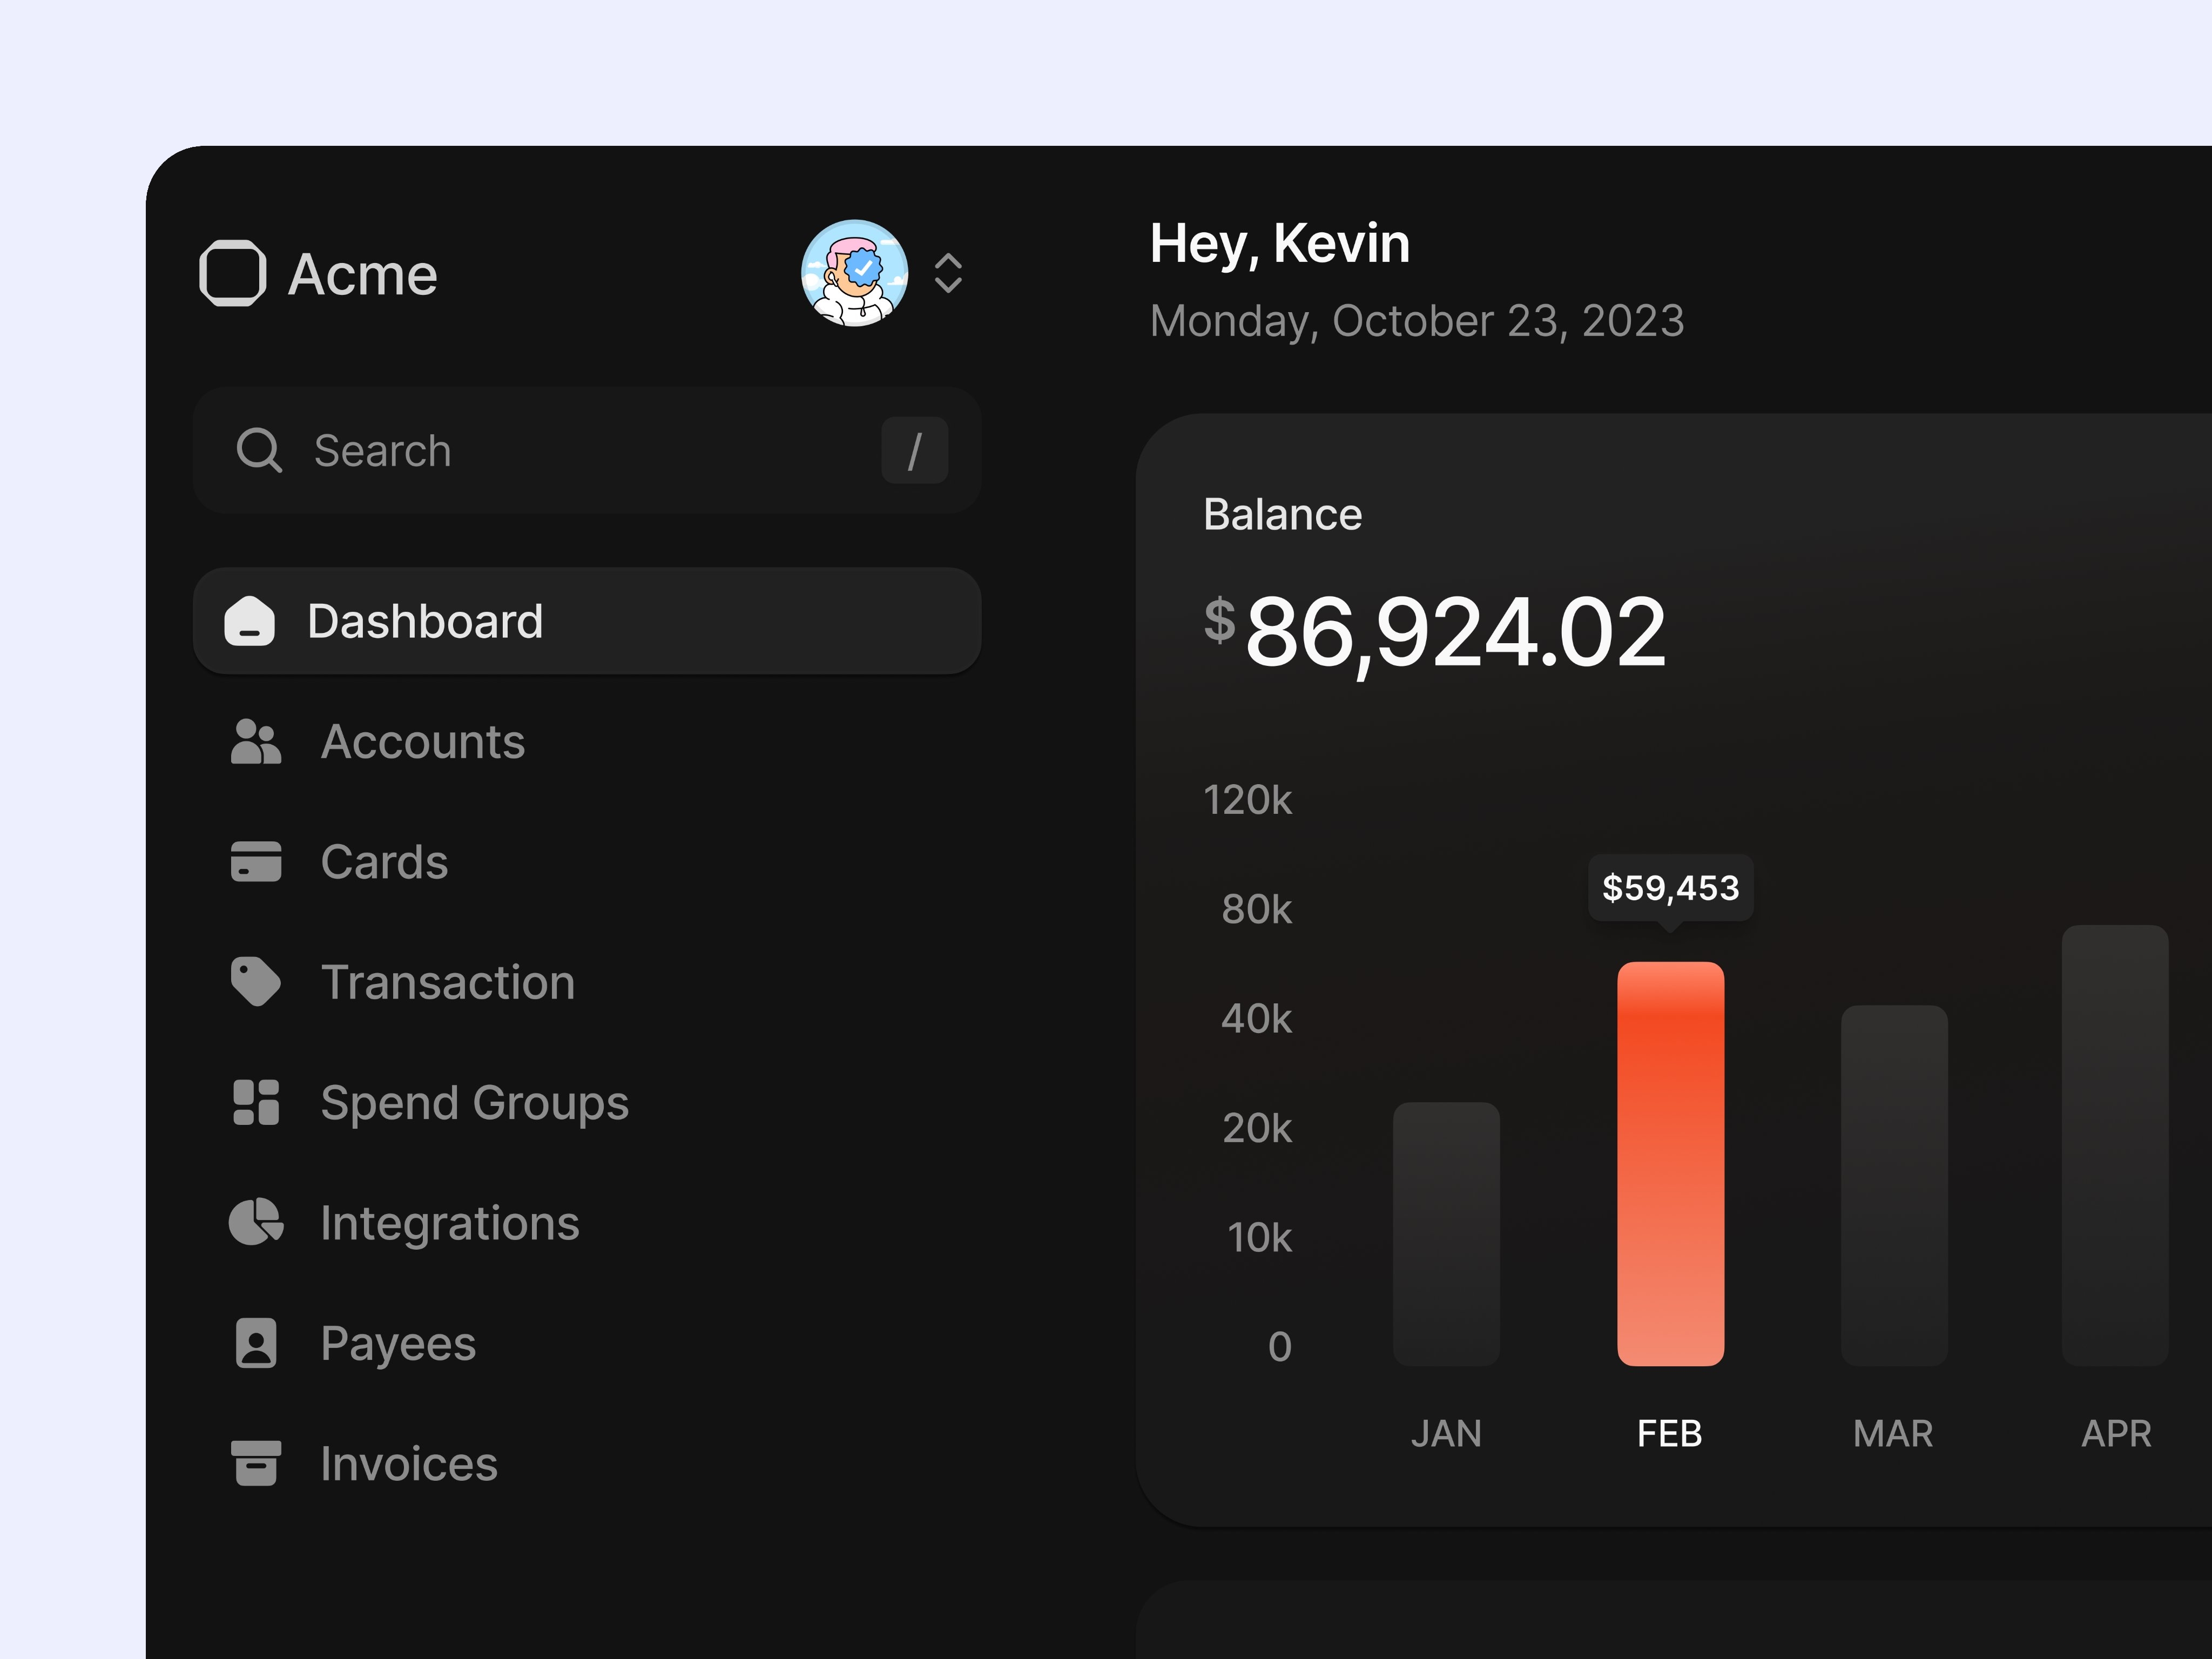 Acme
Search
/
Dashboard
Accounts
Cards
Transaction
Spend Groups
Integrations
Payees
Invoices
Hey, Kevin
Monday, October 23, 2023
Balance
$86,924.02
120k
80k
40k
20k
10k
0
$59,453
JAN
FEB
MAR
APR